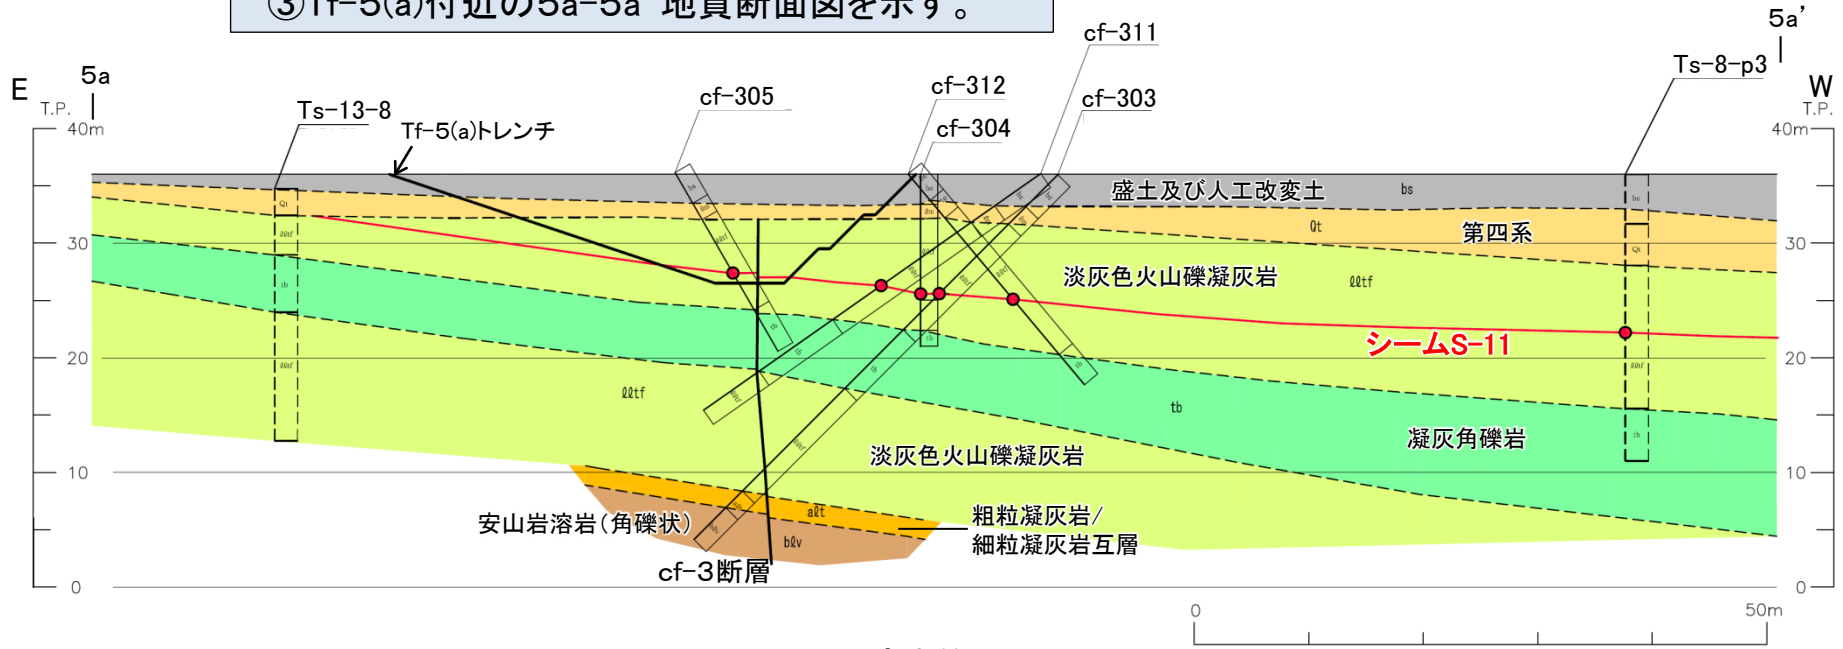 ③Tf-5(a)付近の5a-5a’地質断面図を示す。
5a’
cf-311
Ts-8-p3
5a
cf-312
E
W
cf-305
cf-303
T.P.
T.P.
Ts-13-8
40m
Tf-5(a)トレンチ
cf-304
40m
盛土及び人工改変土
bs
Qt
第四系
30
30
淡灰色火山礫凝灰岩
ℓℓtf
シームS-11
20
20
ℓℓtf
tb
凝灰角礫岩
淡灰色火山礫凝灰岩
10
10
aℓt
粗粒凝灰岩/
細粒凝灰岩互層
安山岩溶岩(角礫状)
bℓv
cf-3断層
0
0
0
50m